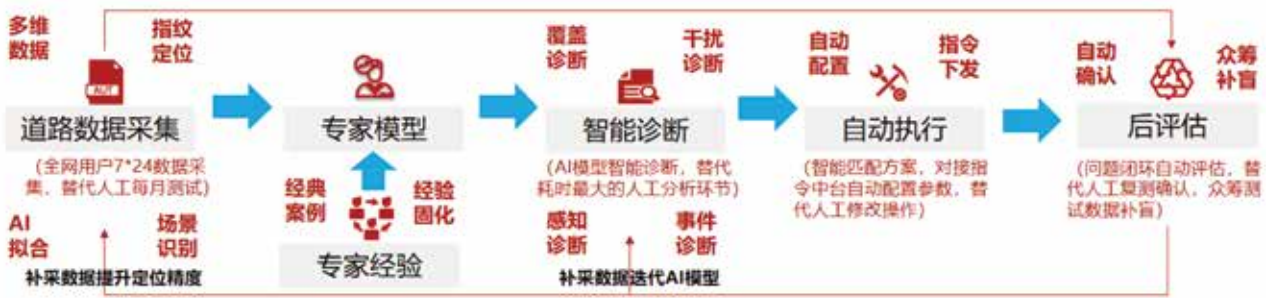 多维
数据
指纹
定位
AUT
道路数据采集
(全网用户7*24数据采
集，替代人工每月测试)
AI
拟合
场景
识别
补采数据提升定位精度
专家模型
经典
案例
经验
固化
专家经验
覆盖
诊断
干扰
诊断
智能诊断
(AI模型智能诊断，替代
耗时最大的人工分析环节)
感知
诊断
事件
诊断
补采数据迭代AI模型
自动
配置
指令
下发
自动执行
(智能匹配方案，对接指
令中台自动配置参数，替
代人工修改操作)
自动
确认
众筹
补盲
后评估
(问题闭环自动评估，替
代人工复测确认，众筹测
试数据补盲)